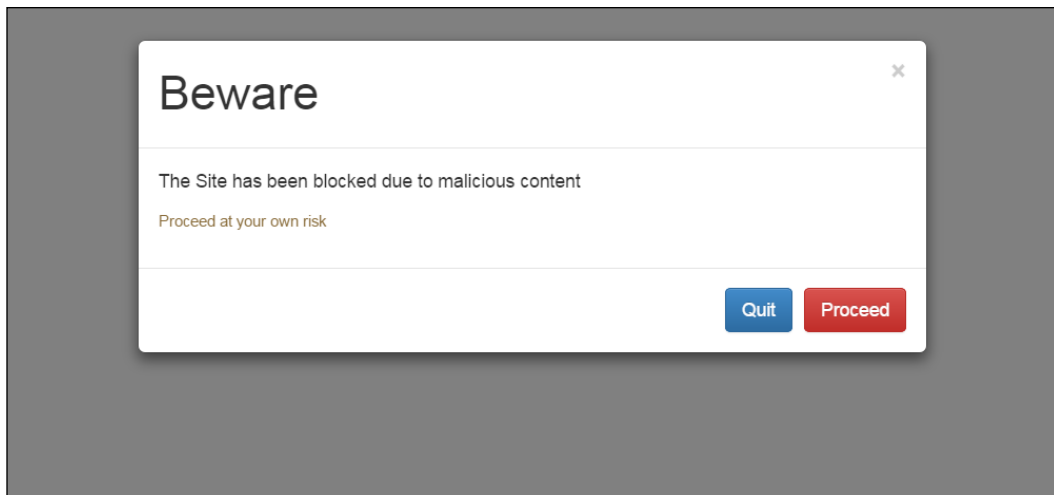 Beware
×
The Site has been blocked due to malicious content
Proceed at your own risk
Quit
Proceed